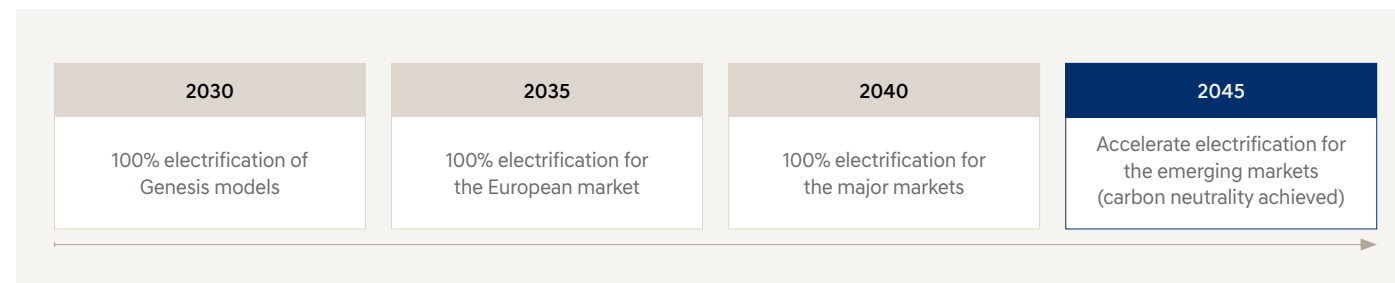 2030
100% electrification of
Genesis models
2035
100% electrification for
the European market
2040
100% electrification for
the major markets
2045
Accelerate electrification for
the emerging markets
(carbon neutrality achieved)